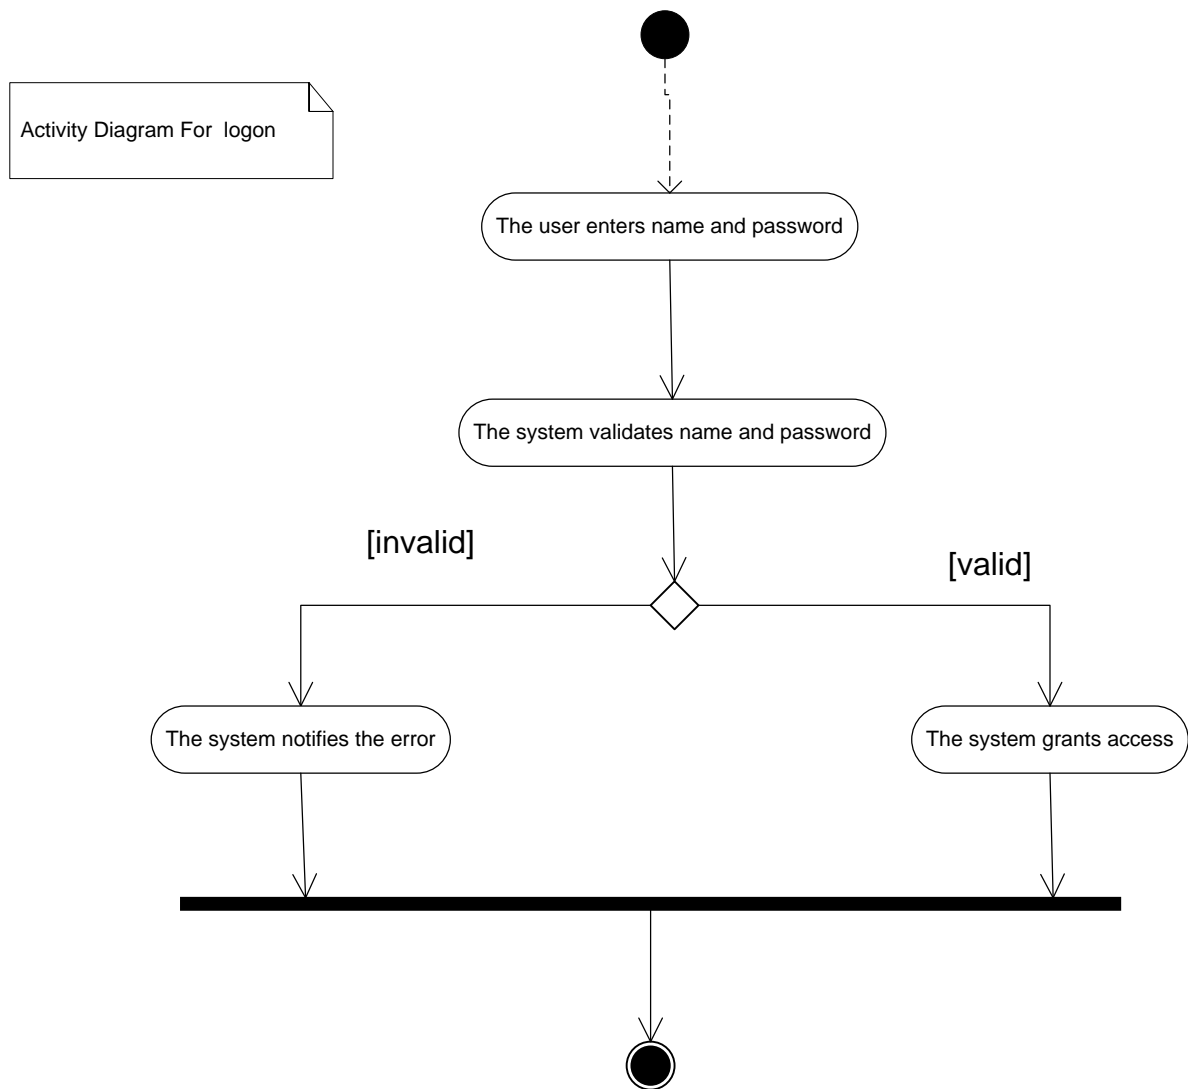 Activity Diagram For  logon
The user enters name and password
The system validates name and password
[invalid]
[valid]
The system notifies the error
The system grants access